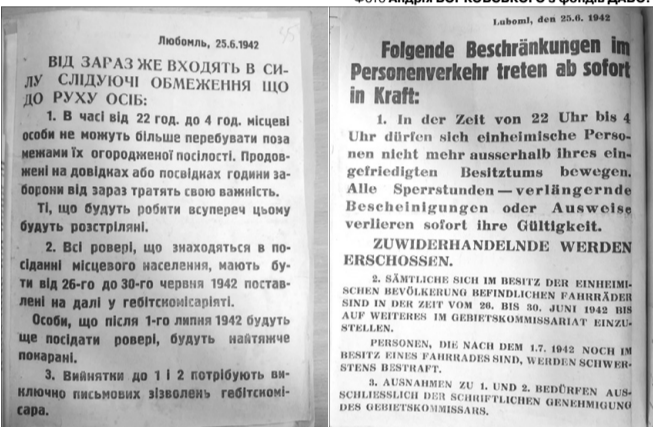 Фото Андрія БОРКОВСЬКОГО з фондів ДАВО.
Любомль, 25.6.1942
ВІД ЗАРАЗ ЖЕ ВХОДЯТЬ В СИ-
ЛУ СЛІДУЮЧІ ОБМЕЖЕННЯ ЩО
ДО РУХУ ОСІБ:
1. В часі від 22 год. до 4 год. місцеві
особи не можуть більше перебувати поза
межами їх огородженої посілості. Продов-
жені на довідках або посвідках години за-
борони від зараз тратять свою важність.
Ті, що будуть робити всупереч цьому
будуть розстріляні.
2. Всі ровері, що знаходяться в по-
сіданні місцевого населення, мають бу-
ти від 26-го до 30-го червня 1942 постав-
лені на далі у гебітскомісаріяті.
Особи, що після 1-го липня 1942 будуть
ще посідати ровері, будуть найтяжче
покарані.
3. Вийнятки до 1 і 2 потрібують ви-
ключно письмових зізволень гебітскомі-
сара.
Luboml, den 25.6. 1942
Folgende Beschränkungen im
Personenverkehr treten ab sofort
in Kraft:
1. In der Zeit von 22 Uhr bis 4
Uhr dürfen sich einheimische Perso-
nen nicht mehr ausserhalb ihres ein-
gefriedigten Besitztums bewegen.
Alle Sperrstunden — verlängernde
Bescheinigungen oder Ausweise
verlieren sofort ihre Gültigkeit.
ZUWIDERHANDELNDE WERDEN
ERSCHOSSEN.
2. SÄMTLICHE SICH IM BESITZ DER EINHEIMI-
SCHEN BEVÖLKERUNG BEFINDLICHEN FAHRRÄDER
SIND IN DER ZEIT VOM 26. BIS 30. JUNI 1942 BIS
AUF WEITERES IM GEBIETSKOMMISSARIAT EINZU-
STELLEN.
PERSONEN, DIE NACH DEM 1.7. 1942 NOCH IM
BESITZ EINES FAHRRADES SIND, WERDEN SCHWER-
STENS BESTRAFT.
3. AUSNAHMEN ZU 1. UND 2. BEDÜRFEN AUS-
SCHLIESSLICH DER SCHRIFTLICHEN GENEHMIGUNG
DES GEBIETSKOMMISSARS.